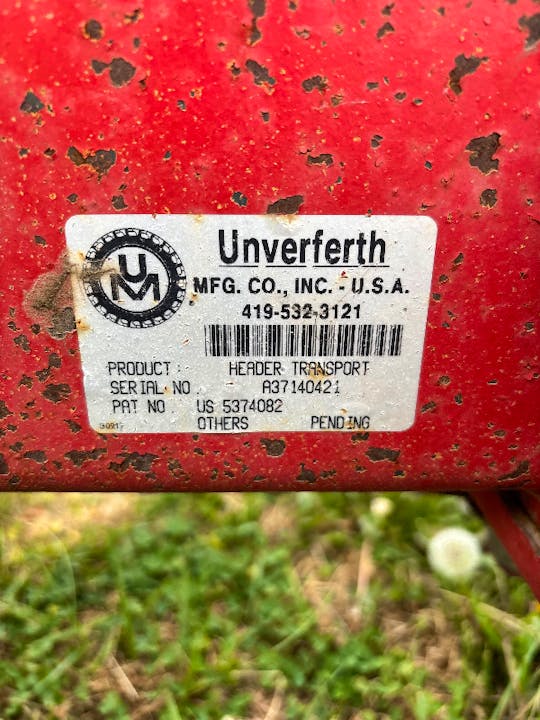 UM
Unverferth
MFG. CO., INC. - U.S.A.
419-532-3121
PRODUCT : HEADER TRANSPORT
SERIAL NO. A37140421
PAT NO. US 5374082
OTHERS PENDING